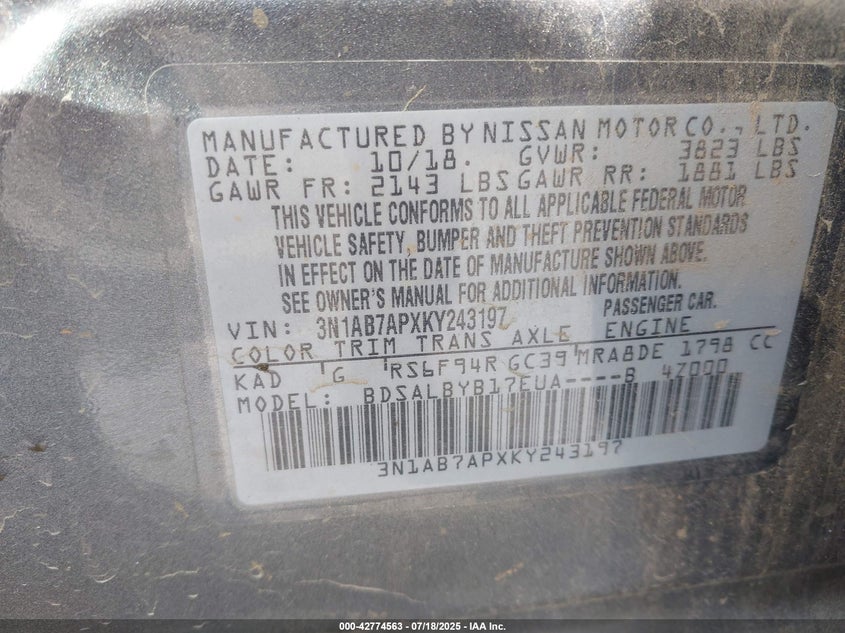 MANUFACTURED BY NISSAN MOTOR CO., LTD.
DATE: 10/18. GVWR: 3823 LBS
GAWR FR: 2143 LBS GAWR RR: 1881 LBS
THIS VEHICLE CONFORMS TO ALL APPLICABLE FEDERAL MOTOR
VEHICLE SAFETY, BUMPER AND THEFT PREVENTION STANDARDS
IN EFFECT ON THE DATE OF MANUFACTURE SHOWN ABOVE.
SEE OWNER'S MANUAL FOR ADDITIONAL INFORMATION.
VIN: 3N1AB7APXKY243197 PASSENGER CAR.
COLOR TRIM TRANS AXLE ENGINE
KAD G RS6F94R GC39 MRA8DE 1798 CC
MODEL: BDSALBYB17EUA----B 4Z000
3N1AB7APXKY243197
000-42774563 - 07/18/2025 - IAA Inc.